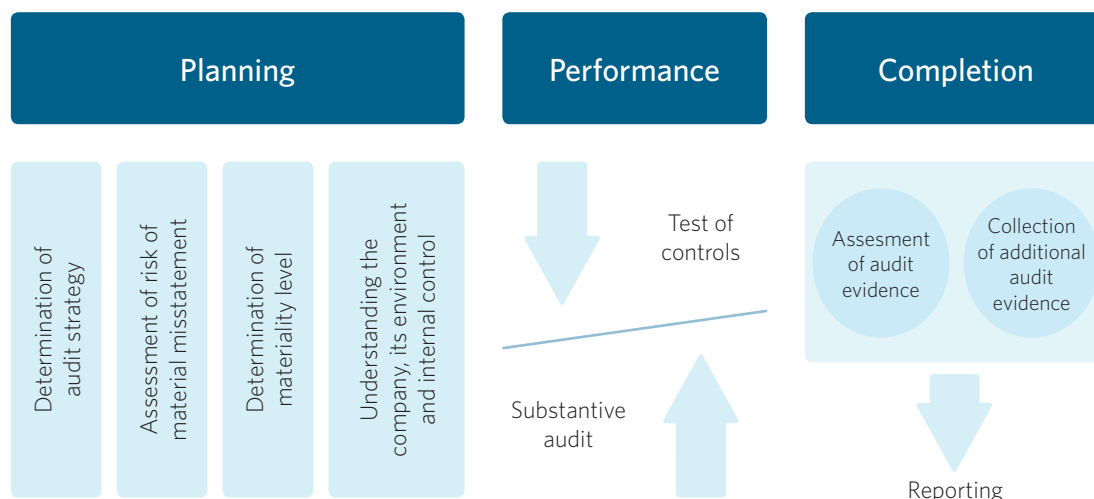 Planning
Performance
Completion
Determination of
audit strategy
Assessment of risk of
material misstatement
Determination of
materiality level
Understanding the
company, its environment
and internal control
Test of
controls
Substantive
audit
Assesment
of audit
evidence
Collection
of additional
audit
evidence
Reporting